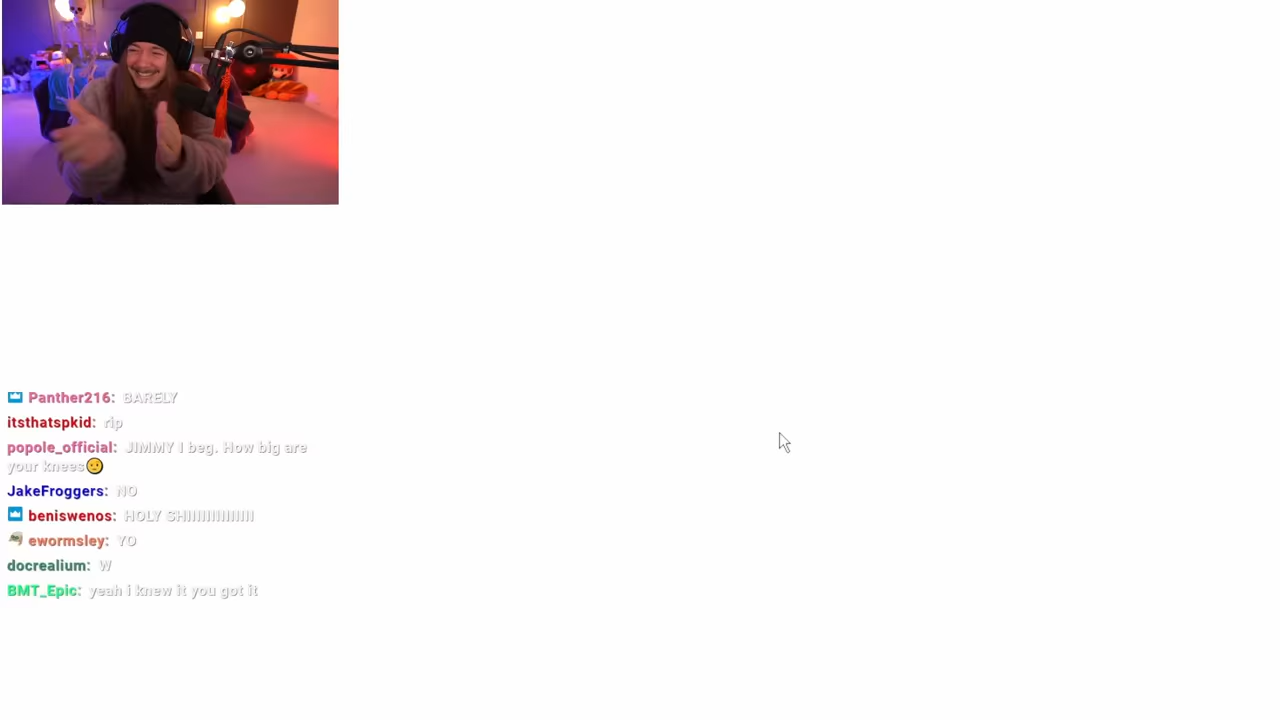 Panther216: BARELY
itsthatspkid: rip
popole_official: JIMMY I beg. How big are
your knees🫡
JakeFroggers: NO
beniswenos: HOLY SHIIIIIIIIIIIIII
ewormsley: YO
docrealium: W
BMT_Epic: yeah i knew it you got it